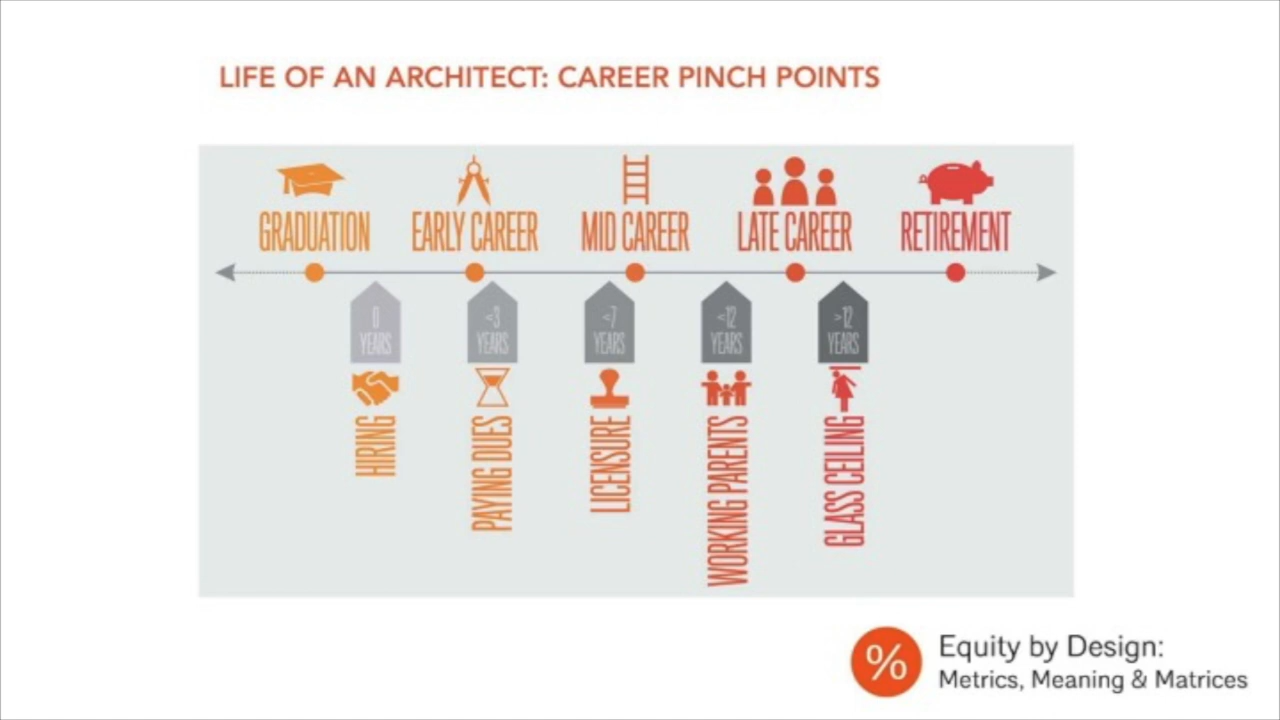 LIFE OF AN ARCHITECT: CAREER PINCH POINTS
GRADUATION
EARLY CAREER
MID CAREER
LATE CAREER
RETIREMENT
0
YEARS
<3
YEARS
<7
YEARS
<12
YEARS
>12
YEARS
HIRING
PAYING DUES
LICENSURE
WORKING PARENTS
GLASS CEILING
%
Equity by Design:
Metrics, Meaning & Matrices